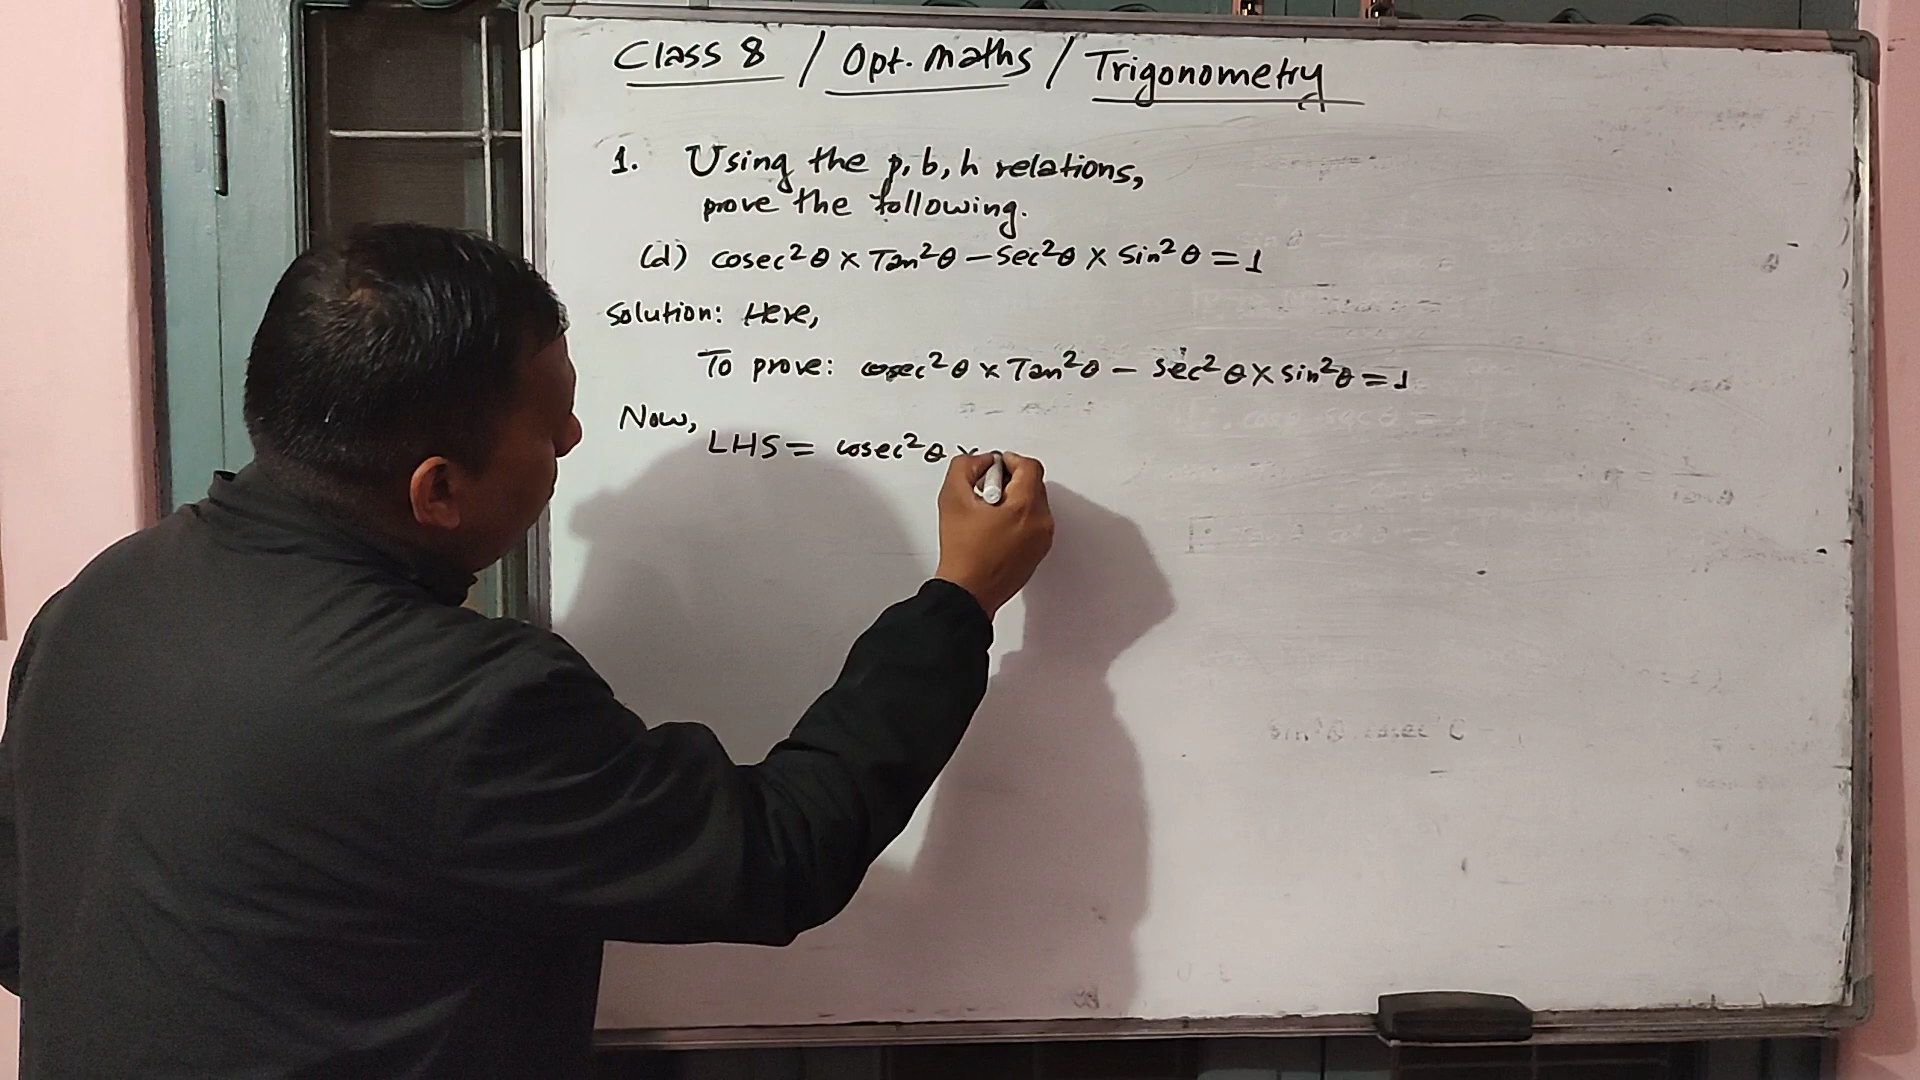 Class 8 / Opt. Maths / Trigonometry
1. Using the p, b, h relations,
prove the following.
(d) cosec²θ × Tan²θ - Sec²θ × Sin²θ = 1
Solution: Here,
To prove: cosec²θ × Tan²θ - Sec²θ × Sin²θ = 1
Now,
LHS = cosec²θ ×